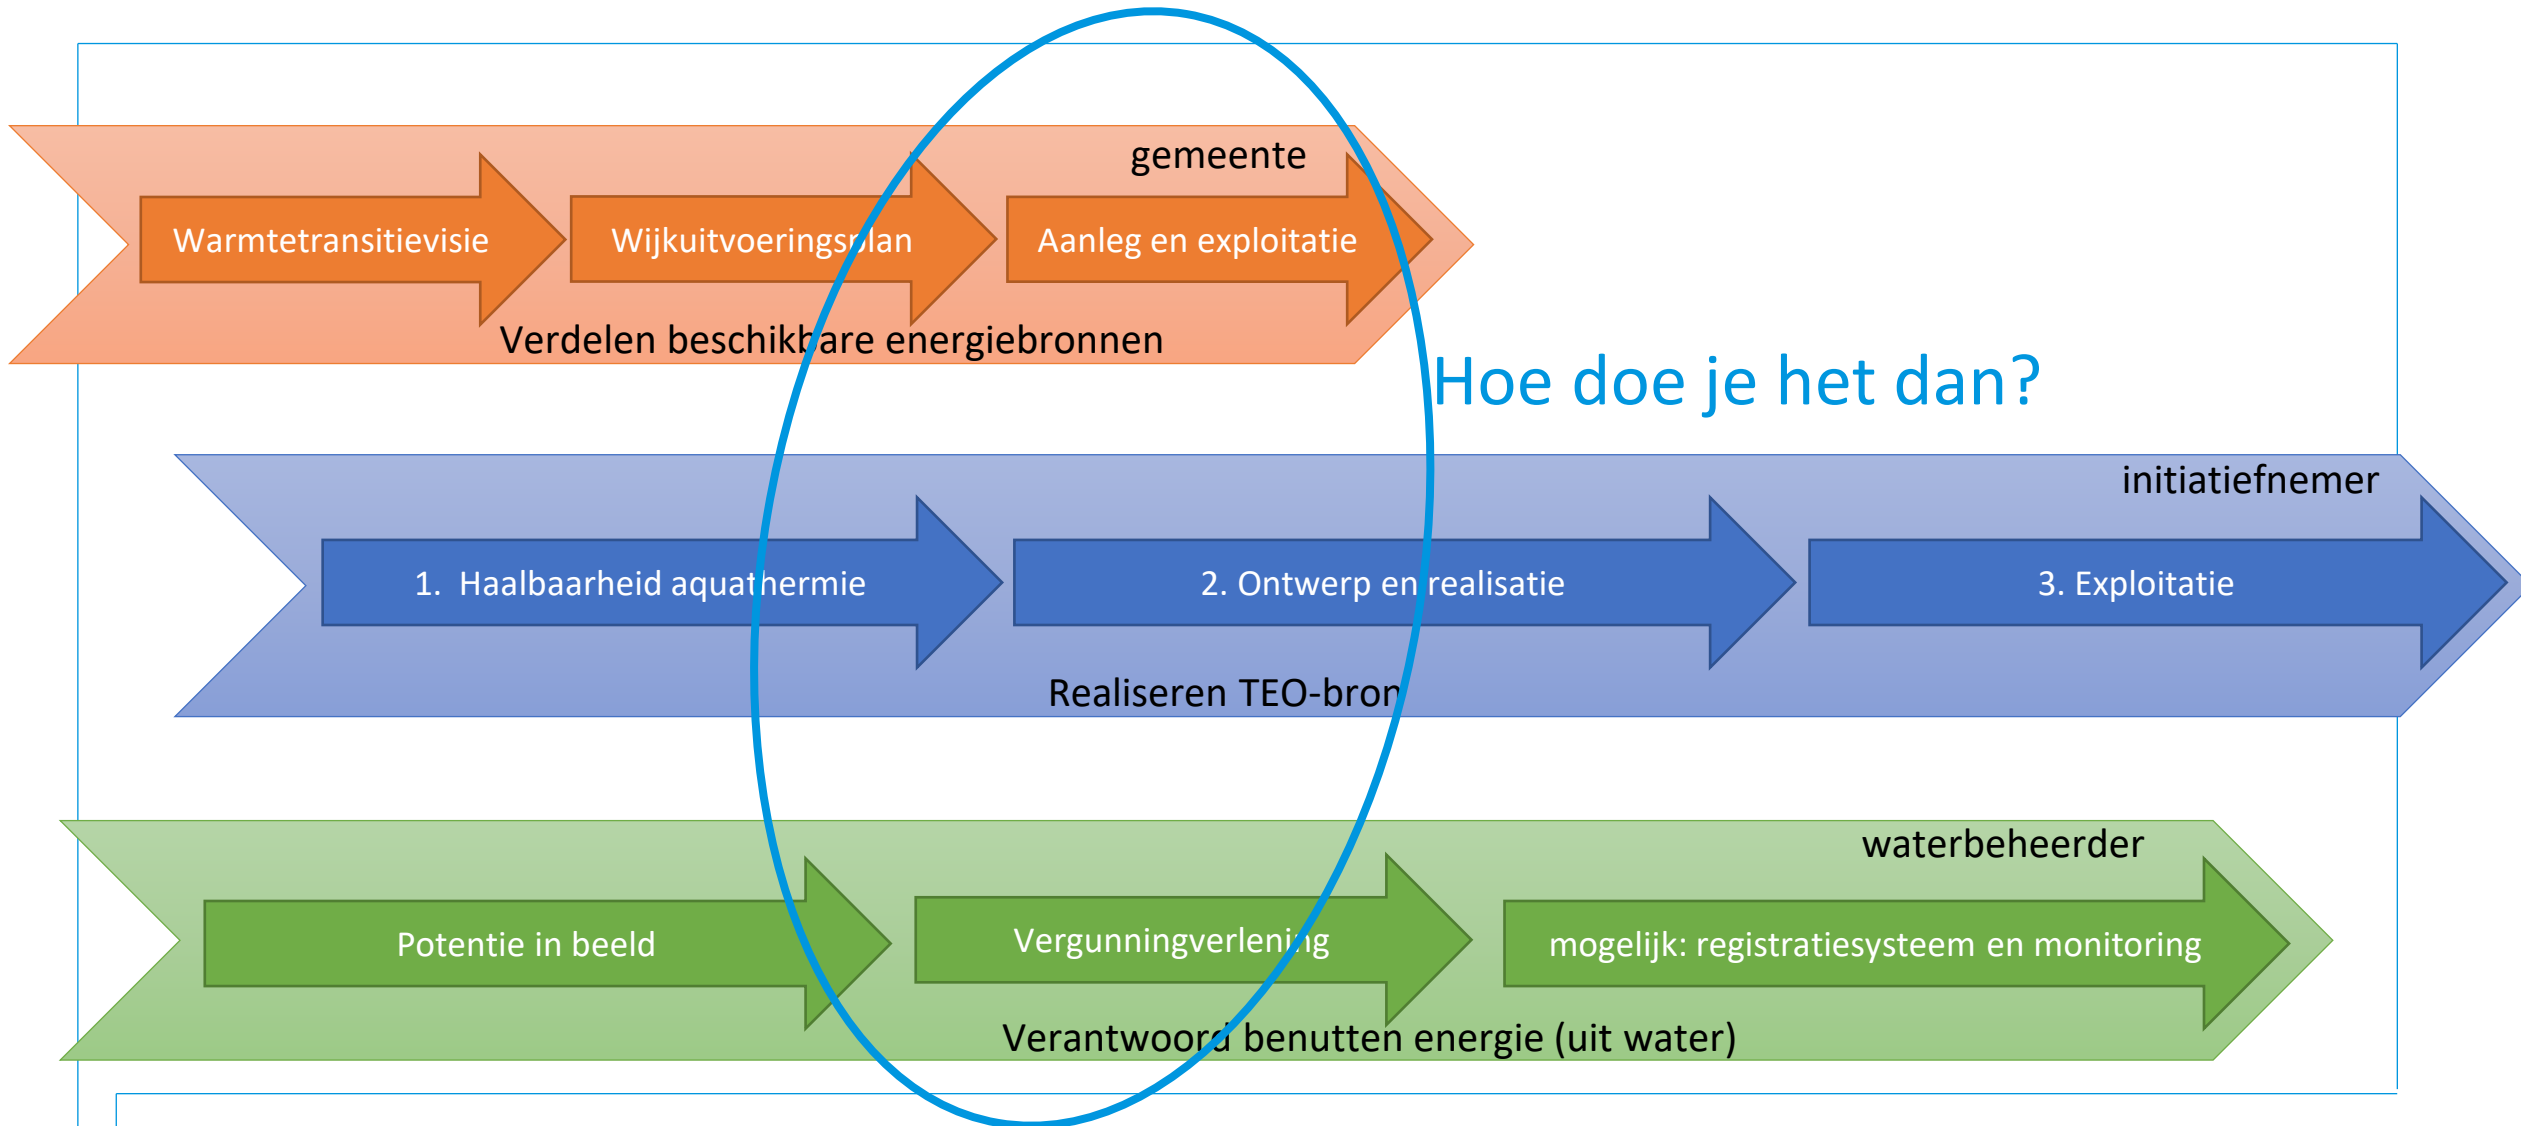 gemeente
Warmtetransitievisie
Wijkuitvoeringsplan
Aanleg en exploitatie
Verdelen beschikbare energiebronnen
Hoe doe je het dan?
initiatiefnemer
1. Haalbaarheid aquathermie
2. Ontwerp en realisatie
3. Exploitatie
Realiseren TEO-bron
waterbeheerder
Potentie in beeld
Vergunningverlening
mogelijk: registratiesysteem en monitoring
Verantwoord benutten energie (uit water)